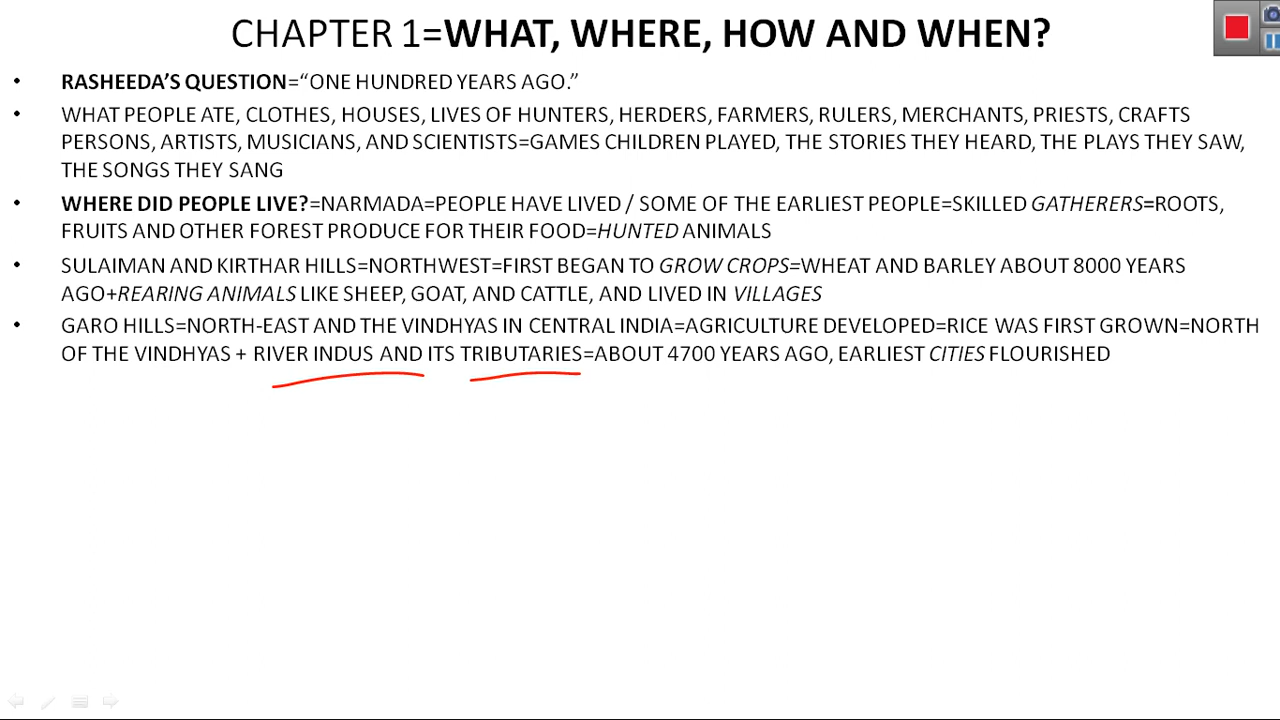 CHAPTER 1=WHAT, WHERE, HOW AND WHEN?
• RASHEEDA’S QUESTION=“ONE HUNDRED YEARS AGO.”
• WHAT PEOPLE ATE, CLOTHES, HOUSES, LIVES OF HUNTERS, HERDERS, FARMERS, RULERS, MERCHANTS, PRIESTS, CRAFTS
PERSONS, ARTISTS, MUSICIANS, AND SCIENTISTS=GAMES CHILDREN PLAYED, THE STORIES THEY HEARD, THE PLAYS THEY SAW,
THE SONGS THEY SANG
• WHERE DID PEOPLE LIVE?=NARMADA=PEOPLE HAVE LIVED / SOME OF THE EARLIEST PEOPLE=SKILLED GATHERERS=ROOTS,
FRUITS AND OTHER FOREST PRODUCE FOR THEIR FOOD=HUNTED ANIMALS
• SULAIMAN AND KIRTHAR HILLS=NORTHWEST=FIRST BEGAN TO GROW CROPS=WHEAT AND BARLEY ABOUT 8000 YEARS
AGO+REARING ANIMALS LIKE SHEEP, GOAT, AND CATTLE, AND LIVED IN VILLAGES
• GARO HILLS=NORTH-EAST AND THE VINDHYAS IN CENTRAL INDIA=AGRICULTURE DEVELOPED=RICE WAS FIRST GROWN=NORTH
OF THE VINDHYAS + RIVER INDUS AND ITS TRIBUTARIES=ABOUT 4700 YEARS AGO, EARLIEST CITIES FLOURISHED